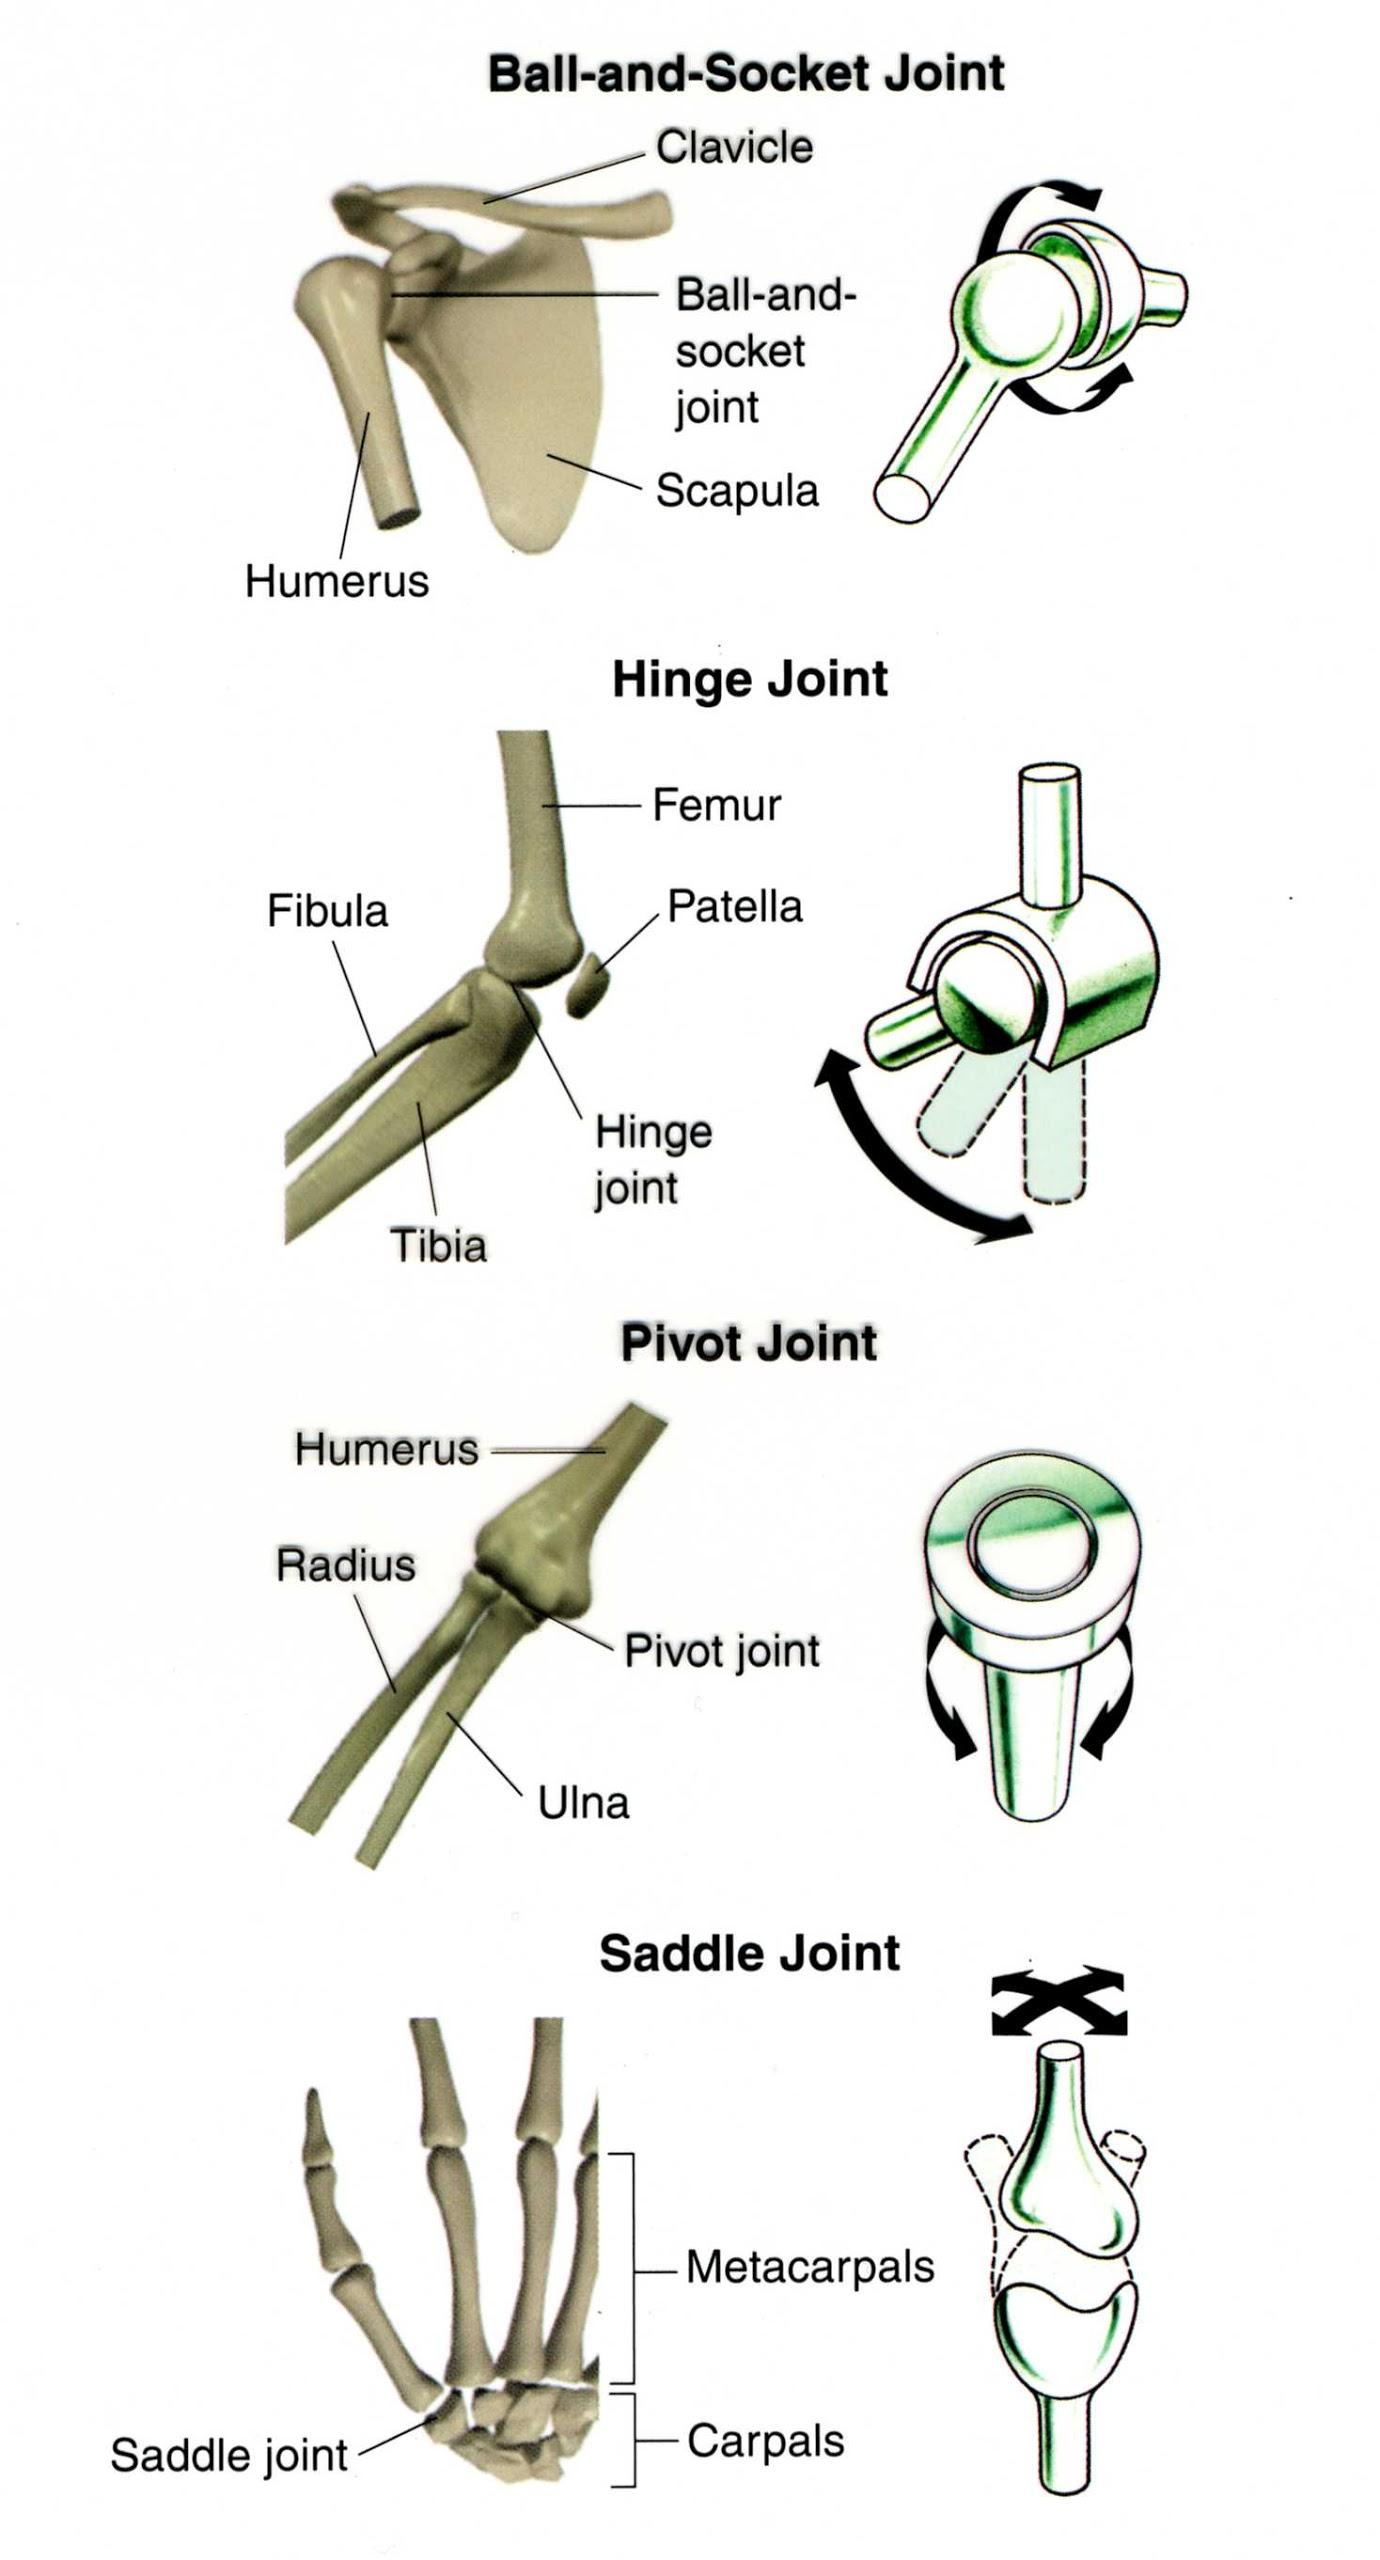 Ball-and-Socket Joint
Clavicle
Ball-and-
socket
joint
Scapula
Humerus
Hinge Joint
Femur
Fibula
Patella
Hinge
joint
Tibia
Pivot Joint
Humerus
Radius
Pivot joint
Ulna
Saddle Joint
Metacarpals
Carpals
Saddle joint